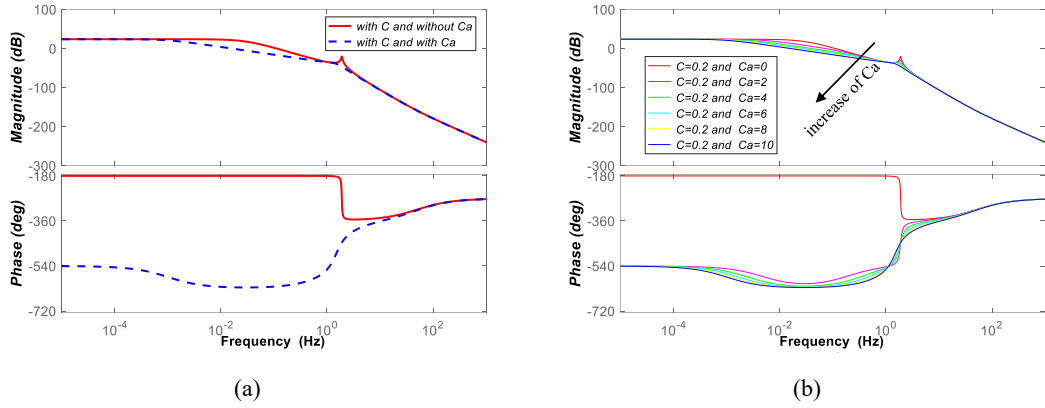 100
0
-100
-200
-300
Magnitude (dB)
with C and without Ca
with C and with Ca
-180
-360
-540
-720
Phase (deg)
10^-4
10^-2
10^0
10^2
Frequency (Hz)
(a)
100
0
-100
-200
-300
Magnitude (dB)
C=0.2 and Ca=0
C=0.2 and Ca=2
C=0.2 and Ca=4
C=0.2 and Ca=6
C=0.2 and Ca=8
C=0.2 and Ca=10
increase of Ca
-180
-360
-540
-720
Phase (deg)
10^-4
10^-2
10^0
10^2
Frequency (Hz)
(b)